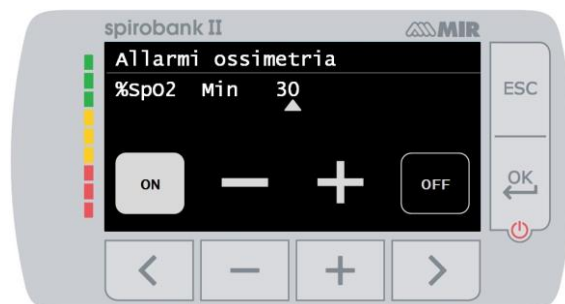 spirobank II MIR
Allarmi ossimetria
%SpO2 Min 30
ESC
ON − + OFF
OK
< − + >